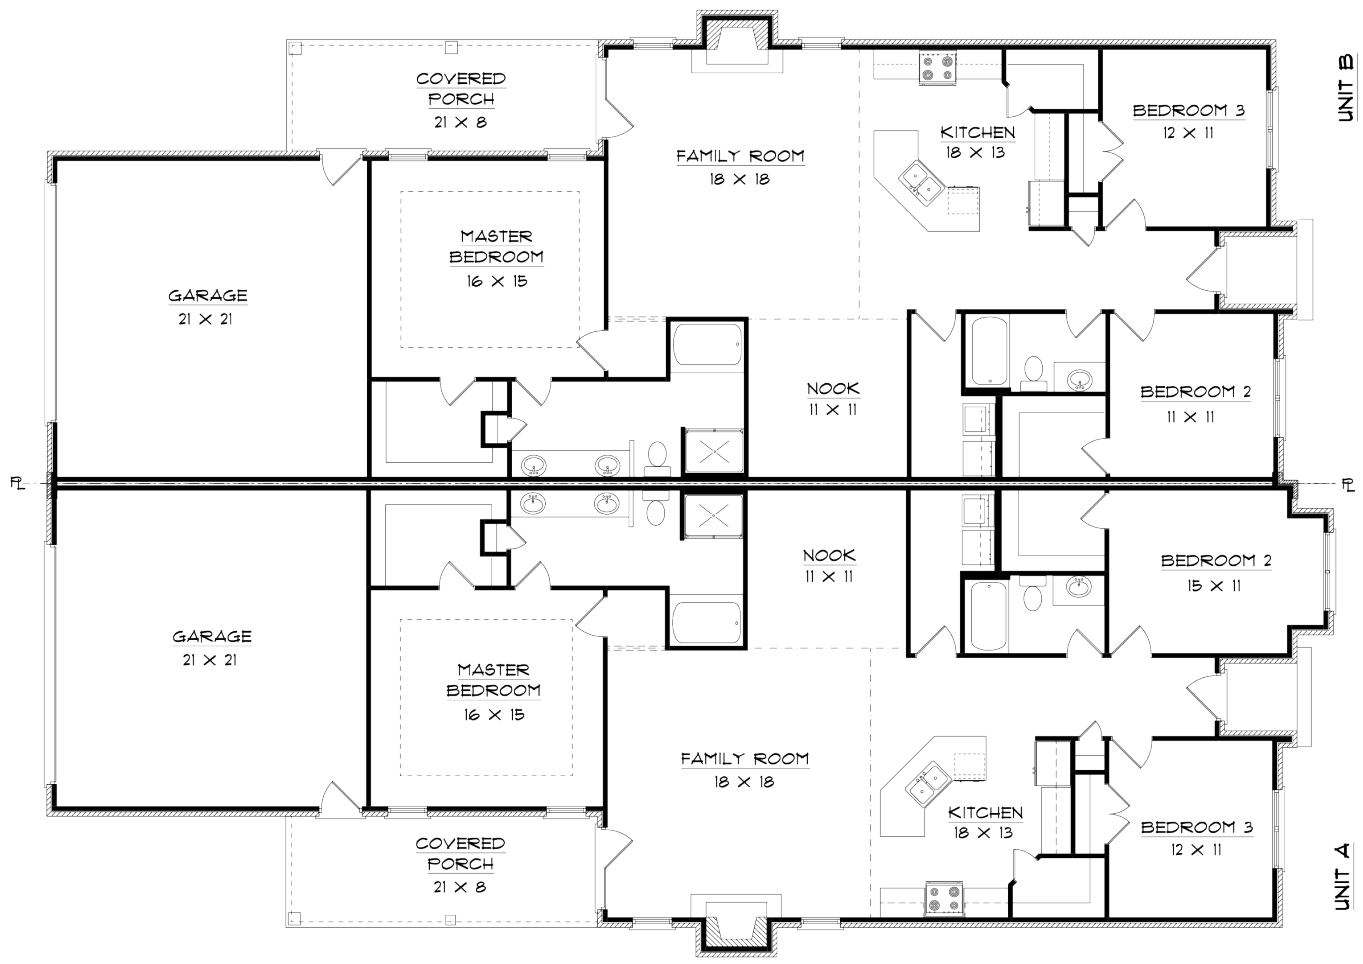 COVERED
PORCH
21 X 8
UNIT B
BEDROOM 3
12 X 11
KITCHEN
18 X 13
FAMILY ROOM
18 X 18
MASTER
BEDROOM
16 X 15
GARAGE
21 X 21
NOOK
11 X 11
BEDROOM 2
11 X 11
PL
PL
NOOK
11 X 11
BEDROOM 2
15 X 11
GARAGE
21 X 21
MASTER
BEDROOM
16 X 15
FAMILY ROOM
18 X 18
KITCHEN
18 X 13
BEDROOM 3
12 X 11
COVERED
PORCH
21 X 8
UNIT A